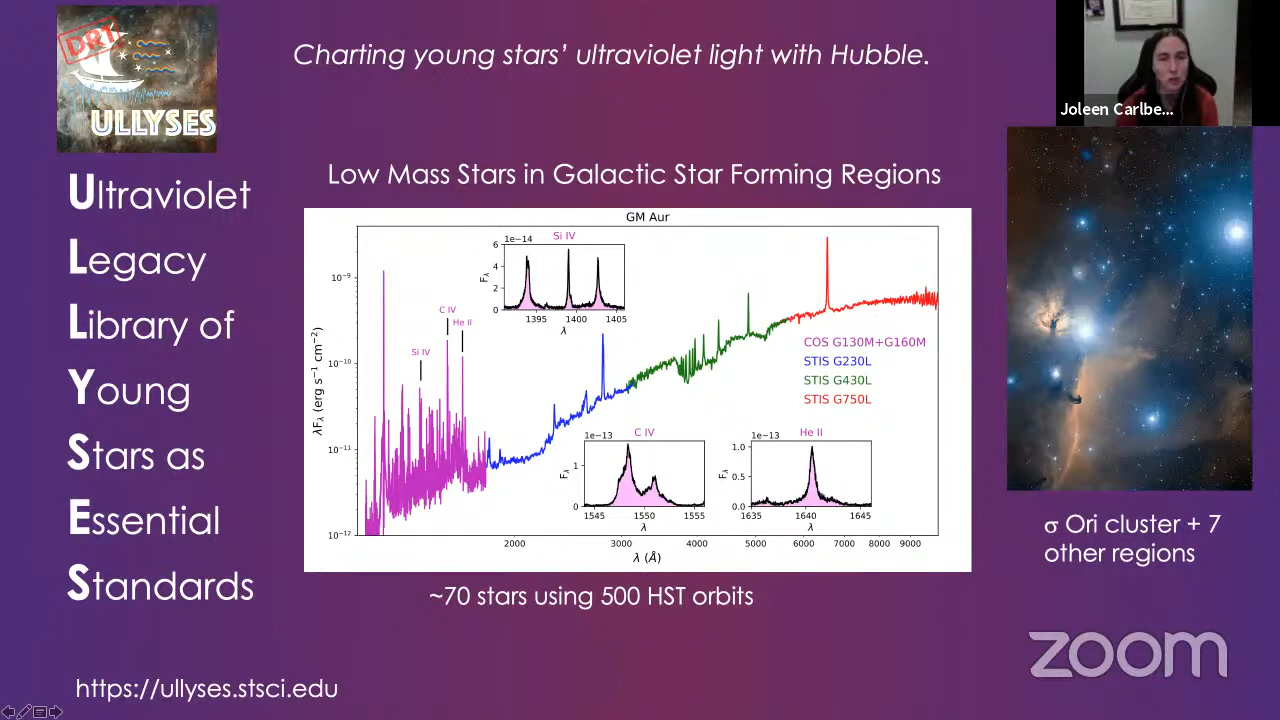 DRT
ULLYSES
Charting young stars’ ultraviolet light with Hubble.
Joleen Carlbe...
Ultraviolet
Legacy
Library of
Young
Stars as
Essential
Standards
Low Mass Stars in Galactic Star Forming Regions
GM Aur
λFλ (erg s⁻¹ cm⁻²)
10⁻⁹
10⁻¹⁰
10⁻¹¹
10⁻¹²
Si IV
C IV
He II
1e−14
Si IV
Fλ
6
4
2
0
1395 1400 1405
λ
COS G130M+G160M
STIS G230L
STIS G430L
STIS G750L
1e−13
C IV
Fλ
1
0
1545 1550 1555
λ
1e−13
He II
Fλ
1.0
0.5
0.0
1635 1640 1645
λ
2000 3000 4000 5000 6000 7000 8000 9000
λ (Å)
~70 stars using 500 HST orbits
σ Ori cluster + 7
other regions
zoom
https://ullyses.stsci.edu